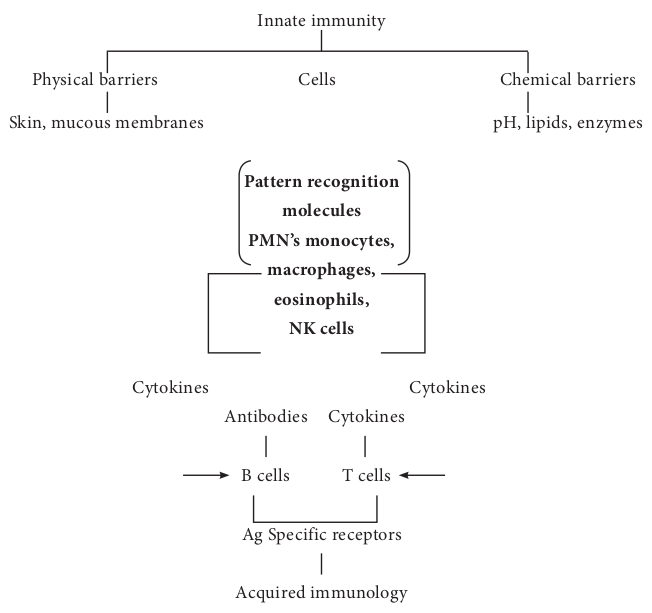 Innate immunity
Physical barriers
Cells
Chemical barriers
Skin, mucous membranes
pH, lipids, enzymes
Pattern recognition
molecules
PMN’s monocytes,
macrophages,
eosinophils,
NK cells
Cytokines
Cytokines
Antibodies
Cytokines
B cells
T cells
Ag Specific receptors
Acquired immunology